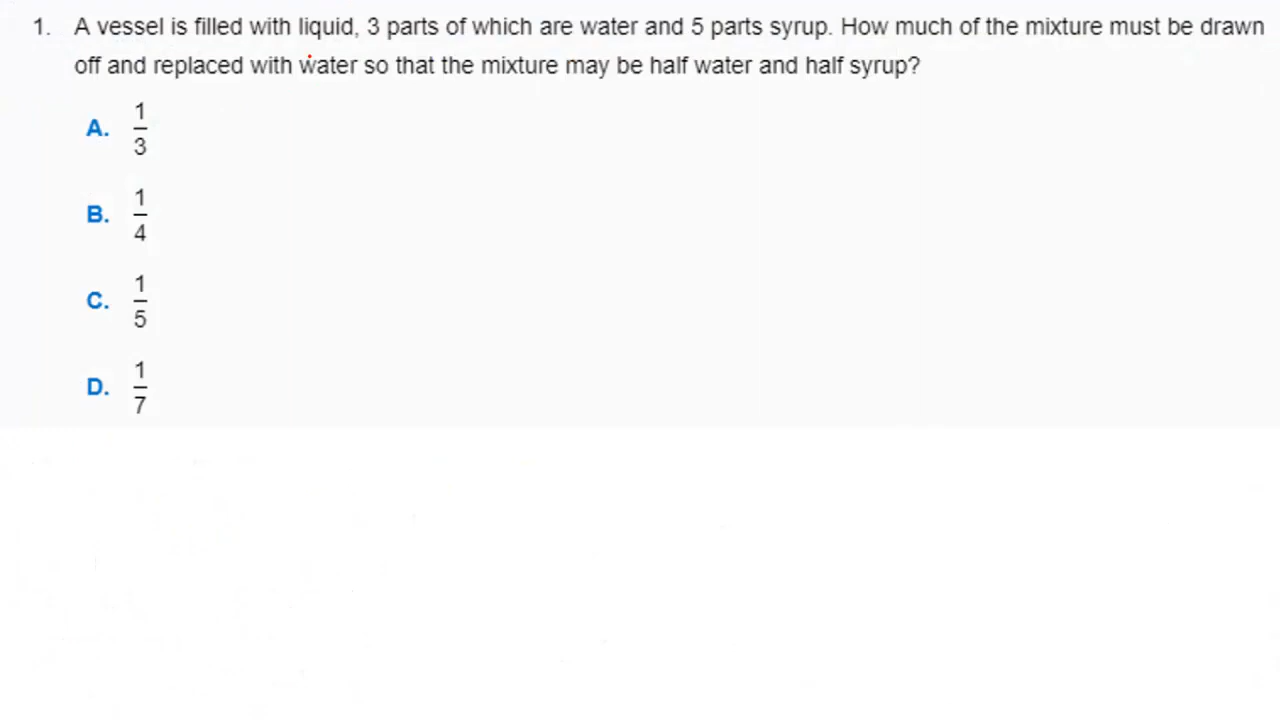 1. A vessel is filled with liquid, 3 parts of which are water and 5 parts syrup. How much of the mixture must be drawn
off and replaced with water so that the mixture may be half water and half syrup?
A. 1/3
B. 1/4
C. 1/5
D. 1/7